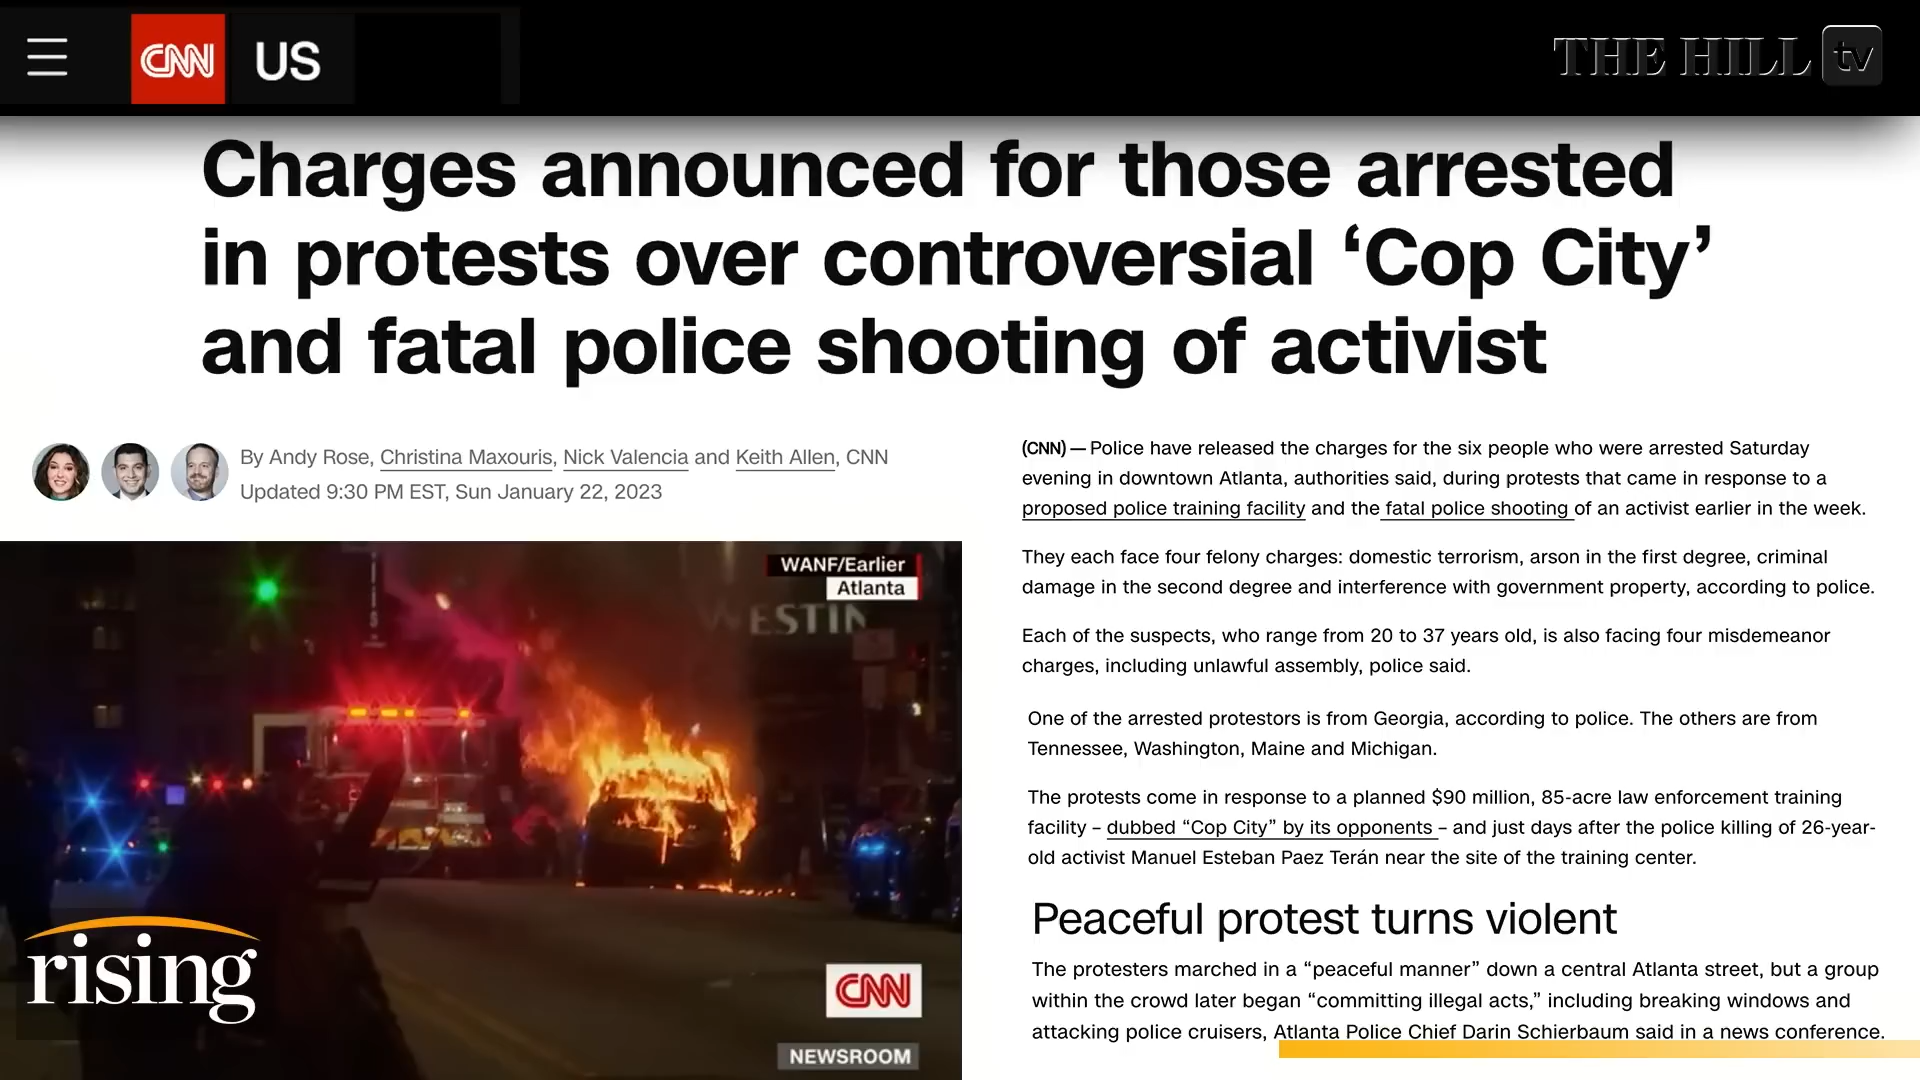 CNN US
THE HILL tv
Charges announced for those arrested
in protests over controversial ‘Cop City’
and fatal police shooting of activist
By Andy Rose, Christina Maxouris, Nick Valencia and Keith Allen, CNN
Updated 9:30 PM EST, Sun January 22, 2023
WANF/Earlier
Atlanta
WESTIN
rising
CNN
NEWSROOM
(CNN) — Police have released the charges for the six people who were arrested Saturday
evening in downtown Atlanta, authorities said, during protests that came in response to a
proposed police training facility and the fatal police shooting of an activist earlier in the week.
They each face four felony charges: domestic terrorism, arson in the first degree, criminal
damage in the second degree and interference with government property, according to police.
Each of the suspects, who range from 20 to 37 years old, is also facing four misdemeanor
charges, including unlawful assembly, police said.
One of the arrested protestors is from Georgia, according to police. The others are from
Tennessee, Washington, Maine and Michigan.
The protests come in response to a planned $90 million, 85-acre law enforcement training
facility – dubbed “Cop City” by its opponents – and just days after the police killing of 26-year-
old activist Manuel Esteban Paez Terán near the site of the training center.
Peaceful protest turns violent
The protesters marched in a “peaceful manner” down a central Atlanta street, but a group
within the crowd later began “committing illegal acts,” including breaking windows and
attacking police cruisers, Atlanta Police Chief Darin Schierbaum said in a news conference.